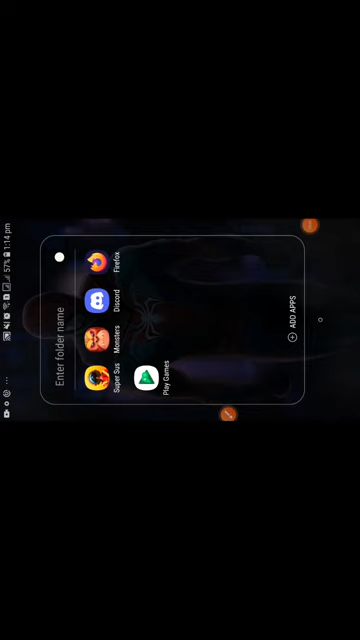 57% 1:14 pm
Enter folder name
Super Sus
Monsters
Discord
Firefox
Play Games
ADD APPS